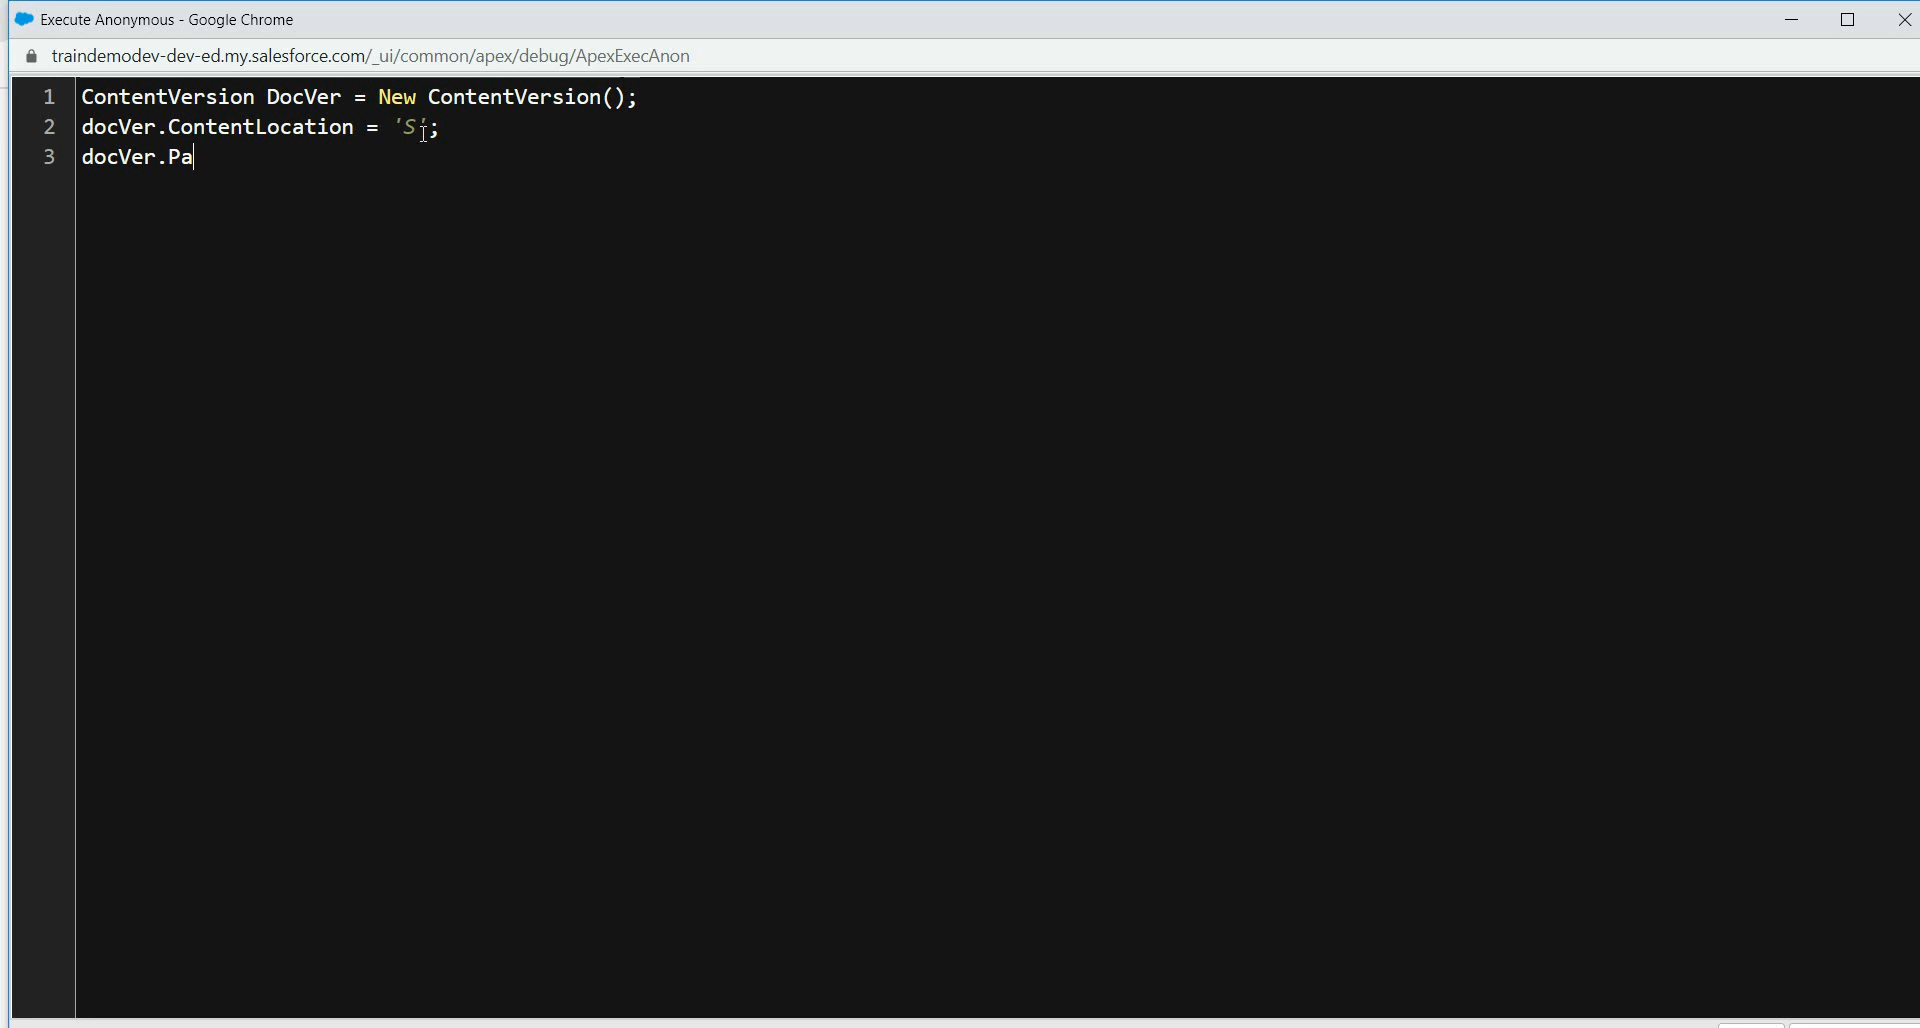 Execute Anonymous - Google Chrome
traindemodev-dev-ed.my.salesforce.com/_ui/common/apex/debug/ApexExecAnon
1 ContentVersion DocVer = New ContentVersion();
2 docVer.ContentLocation = 'S';
3 docVer.Pa